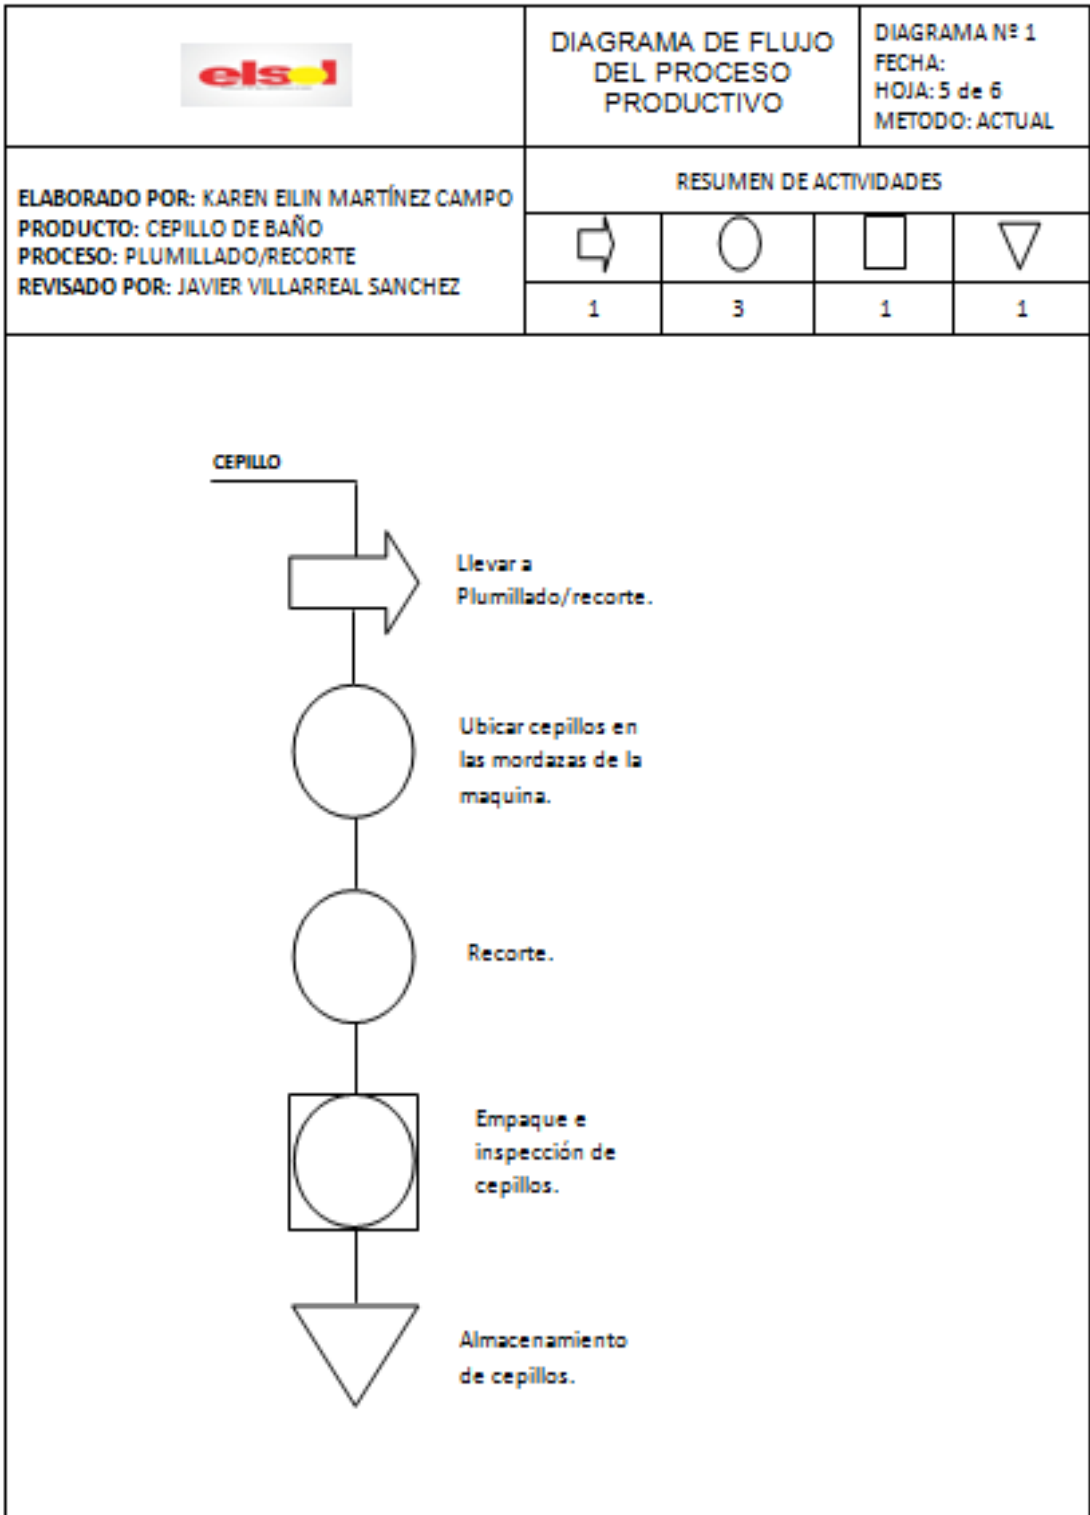 elsol
DIAGRAMA DE FLUJO
DEL PROCESO
PRODUCTIVO
DIAGRAMA Nº 1
FECHA:
HOJA: 5 de 6
METODO: ACTUAL
ELABORADO POR: KAREN EILIN MARTÍNEZ CAMPO
PRODUCTO: CEPILLO DE BAÑO
PROCESO: PLUMILLADO/RECORTE
REVISADO POR: JAVIER VILLARREAL SANCHEZ
RESUMEN DE ACTIVIDADES
1 3 1 1
CEPILLO
Llevar a
Plumillado/recorte.
Ubicar cepillos en
las mordazas de la
maquina.
Recorte.
Empaque e
inspección de
cepillos.
Almacenamiento
de cepillos.